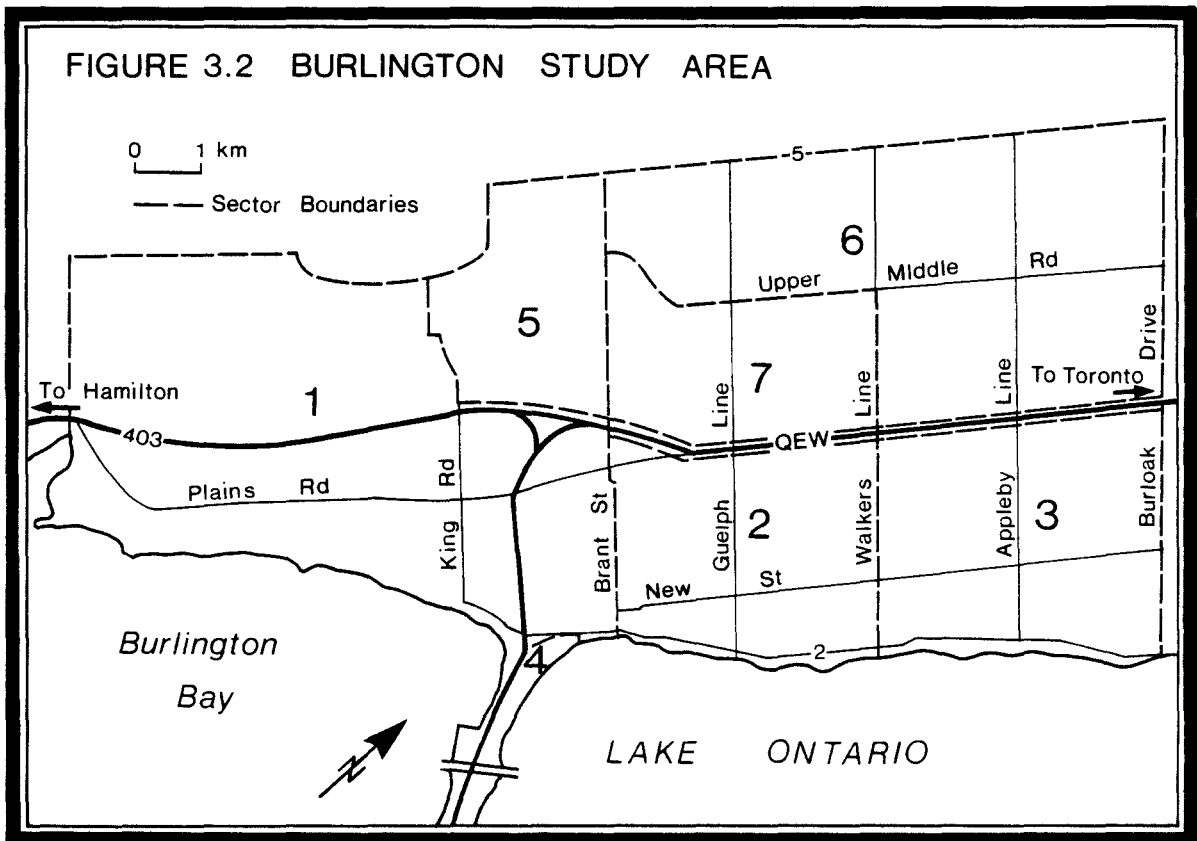 FIGURE 3.2 BURLINGTON STUDY AREA
0 1 km
Sector Boundaries
5
6
Upper Middle Rd
5
Drive
To Hamilton
1
7
Line
Line
Line
To Toronto
403
QEW
Plains Rd
King Rd
Brant St
Guelph
2
Walkers
Appleby
3
Burloak
New St
2
4
Burlington
Bay
N
LAKE ONTARIO